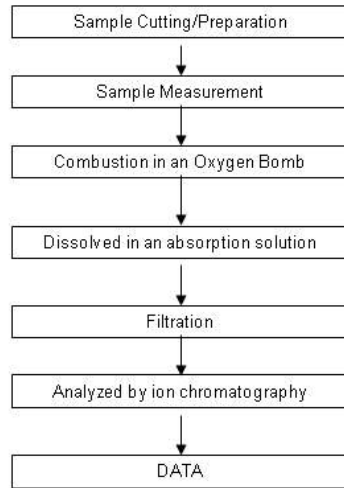 Sample Cutting/Preparation
Sample Measurement
Combustion in an Oxygen Bomb
Dissolved in an absorption solution
Filtration
Analyzed by ion chromatography
DATA